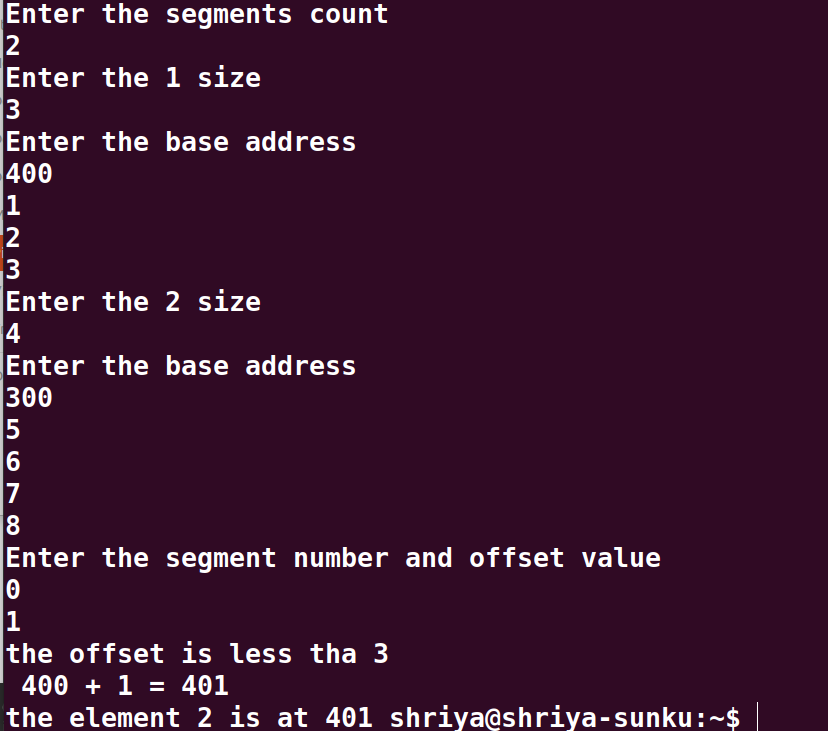 Enter the segments count
2
Enter the 1 size
3
Enter the base address
400
1
2
3
Enter the 2 size
4
Enter the base address
300
5
6
7
8
Enter the segment number and offset value
0
1
the offset is less tha 3
 400 + 1 = 401
the element 2 is at 401 shriya@shriya-sunku:~$